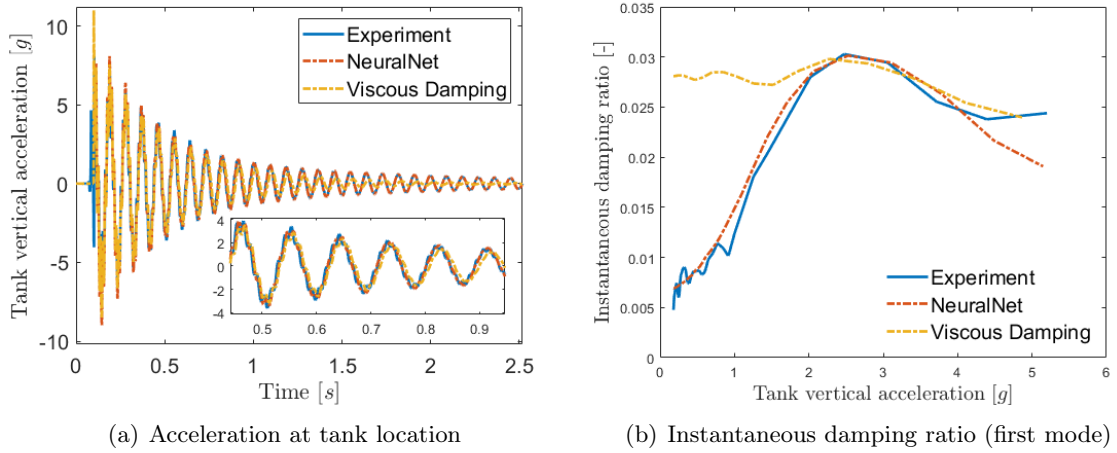 10
5
0
-5
-10
Tank vertical acceleration [g]
Experiment
NeuralNet
Viscous Damping
4
2
0
-2
-4
0.5 0.6 0.7 0.8 0.9
0 0.5 1 1.5 2 2.5
Time [s]
(a) Acceleration at tank location
0.035
0.03
0.025
0.02
0.015
0.01
0.005
0
Instantancous damping ratio [-]
Experiment
NeuralNet
Viscous Damping
0 1 2 3 4 5 6
Tank vertical acceleration [g]
(b) Instantaneous damping ratio (first mode)